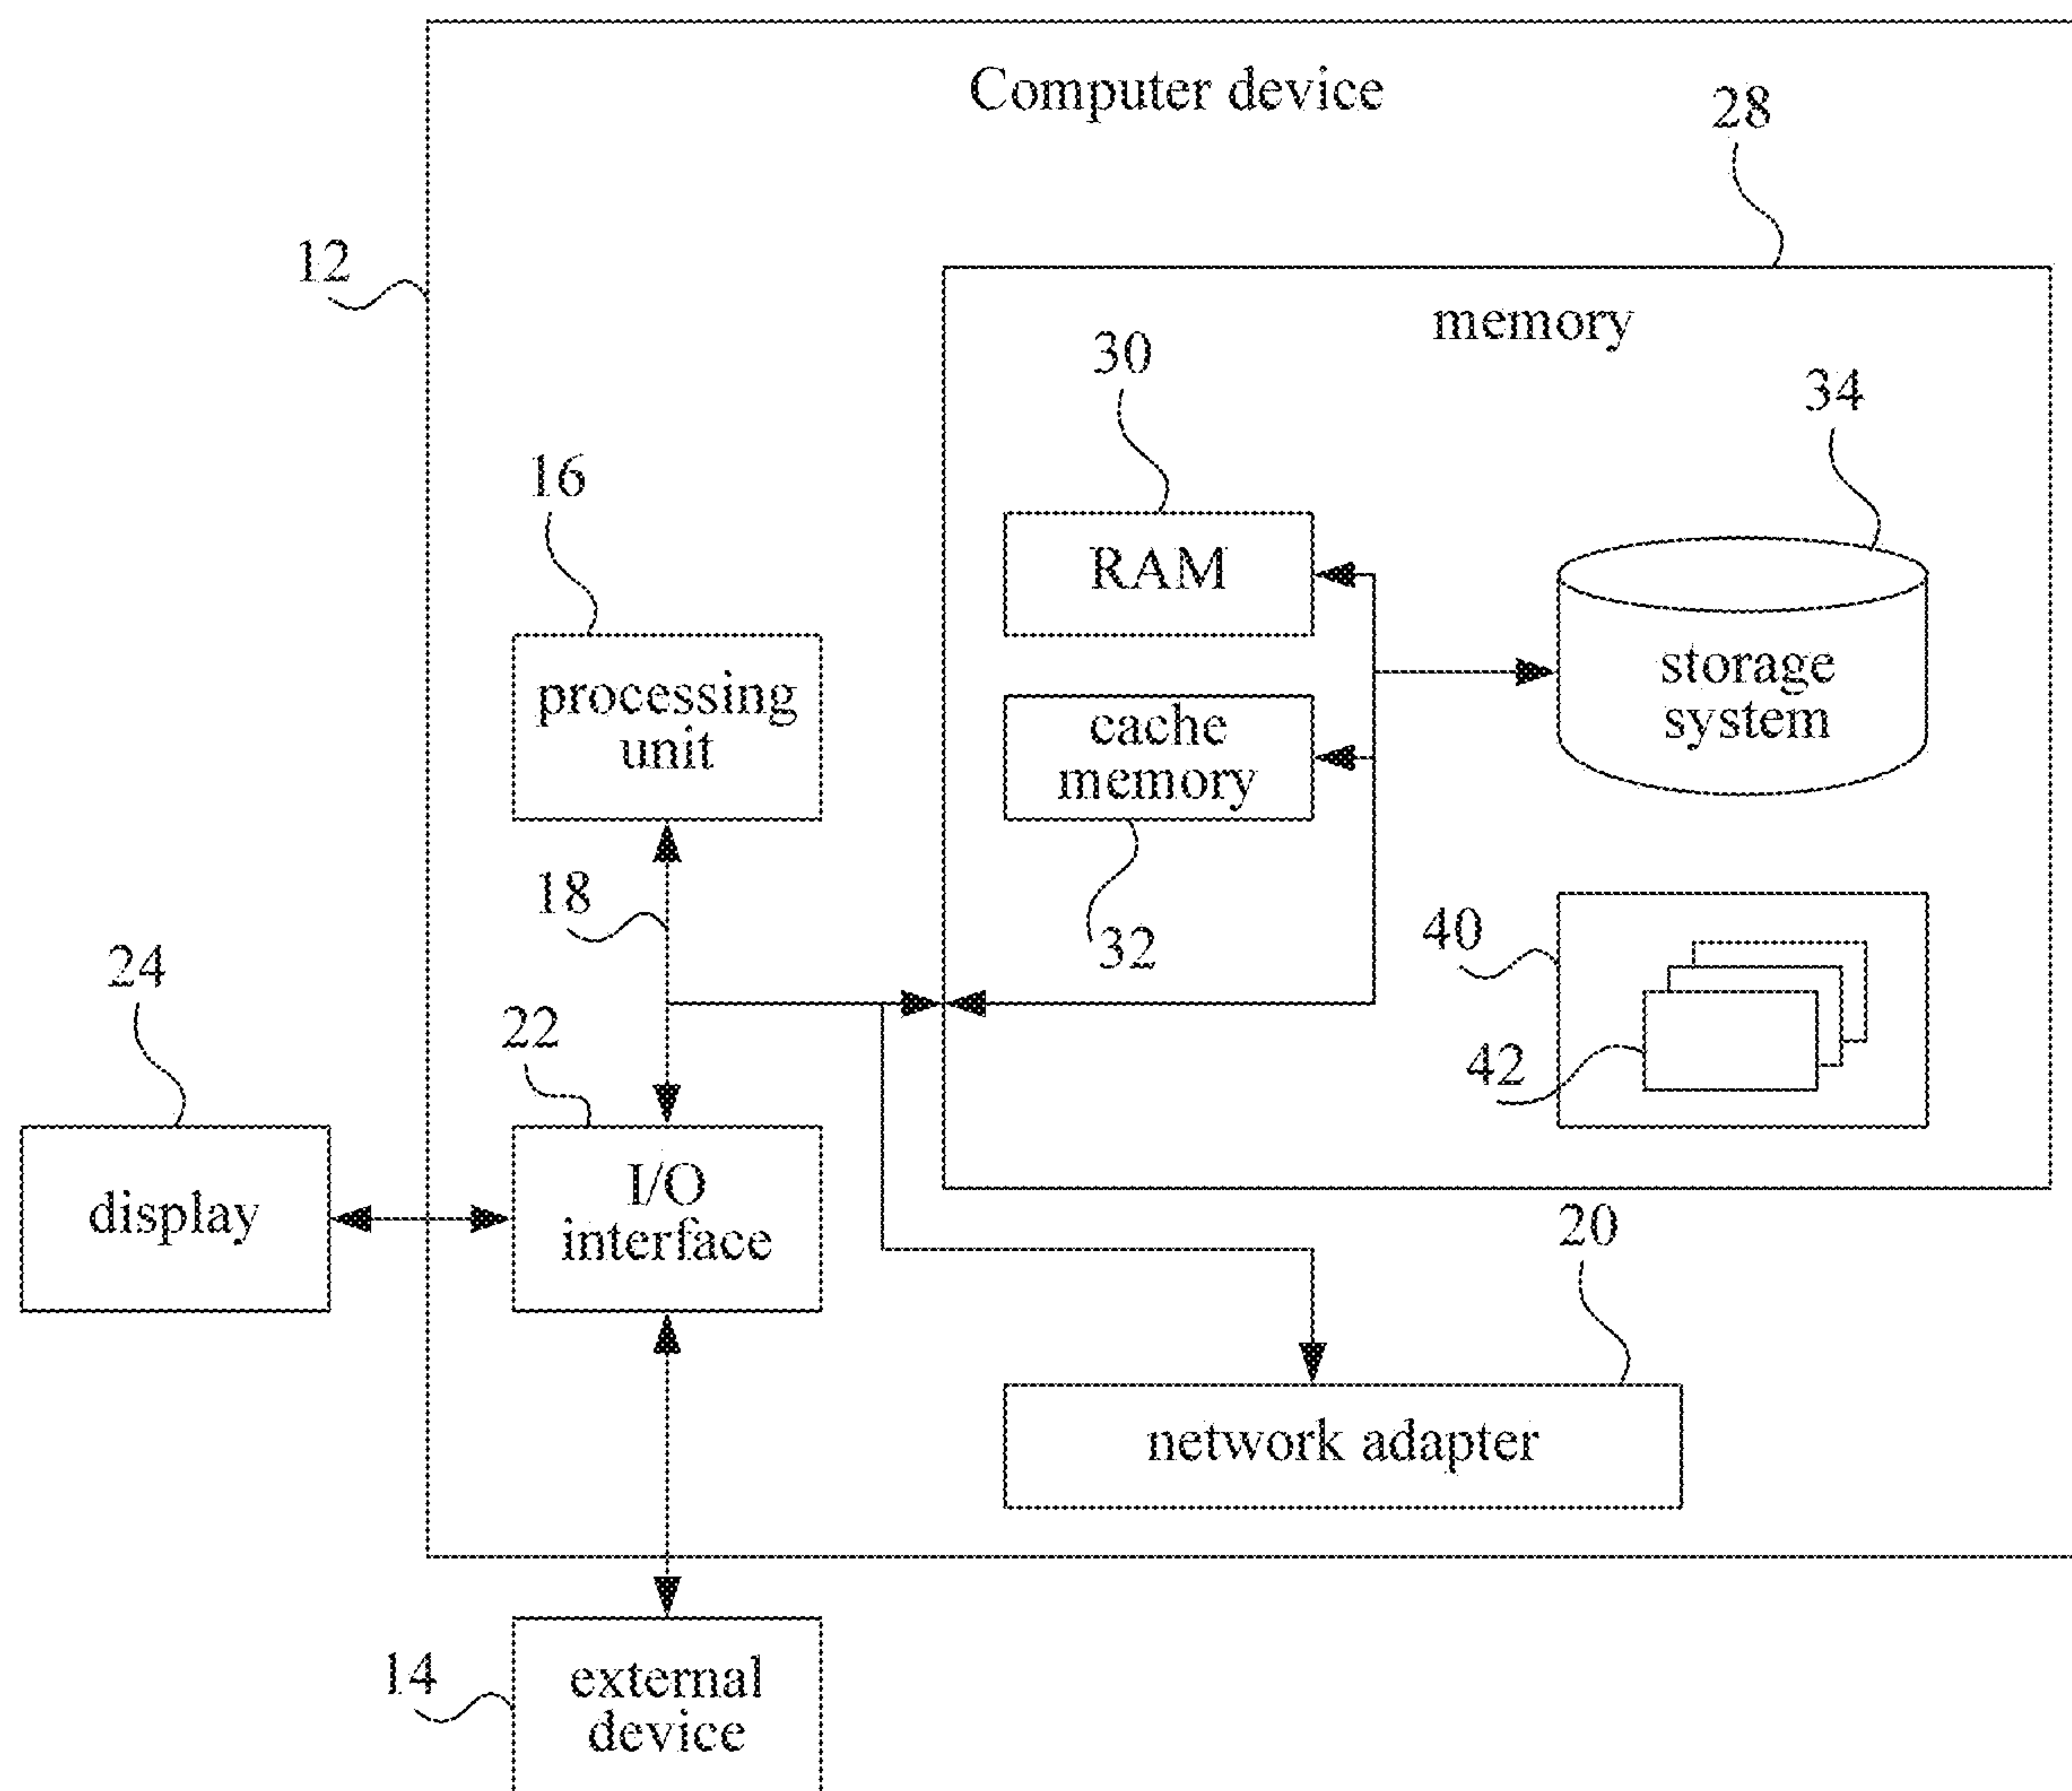 Computer device
28
12
memory
30
34
16
RAM
storage
system
processing
unit
cache
memory
18
32
40
24
22
42
display
I/O
interface
20
network adapter
14
external
device